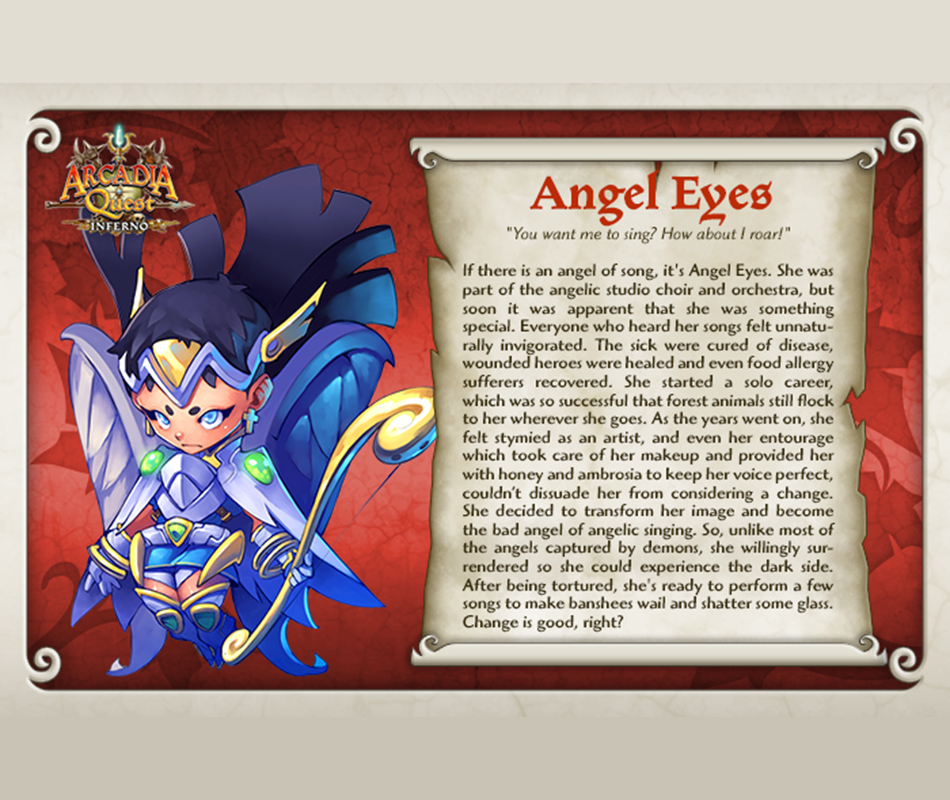 ARCADIA
Quest
INFERNO
Angel Eyes
"You want me to sing? How about I roar!"
If there is an angel of song, it's Angel Eyes. She was
part of the angelic studio choir and orchestra, but
soon it was apparent that she was something
special. Everyone who heard her songs felt unnatu-
rally invigorated. The sick were cured of disease,
wounded heroes were healed and even food allergy
sufferers recovered. She started a solo career,
which was so successful that forest animals still flock
to her wherever she goes. As the years went on, she
felt stymied as an artist, and even her entourage
which took care of her makeup and provided her
with honey and ambrosia to keep her voice perfect,
couldn't dissuade her from considering a change.
She decided to transform her image and become
the bad angel of angelic singing. So, unlike most of
the angels captured by demons, she willingly sur-
rendered so she could experience the dark side.
After being tortured, she's ready to perform a few
songs to make banshees wail and shatter some glass.
Change is good, right?